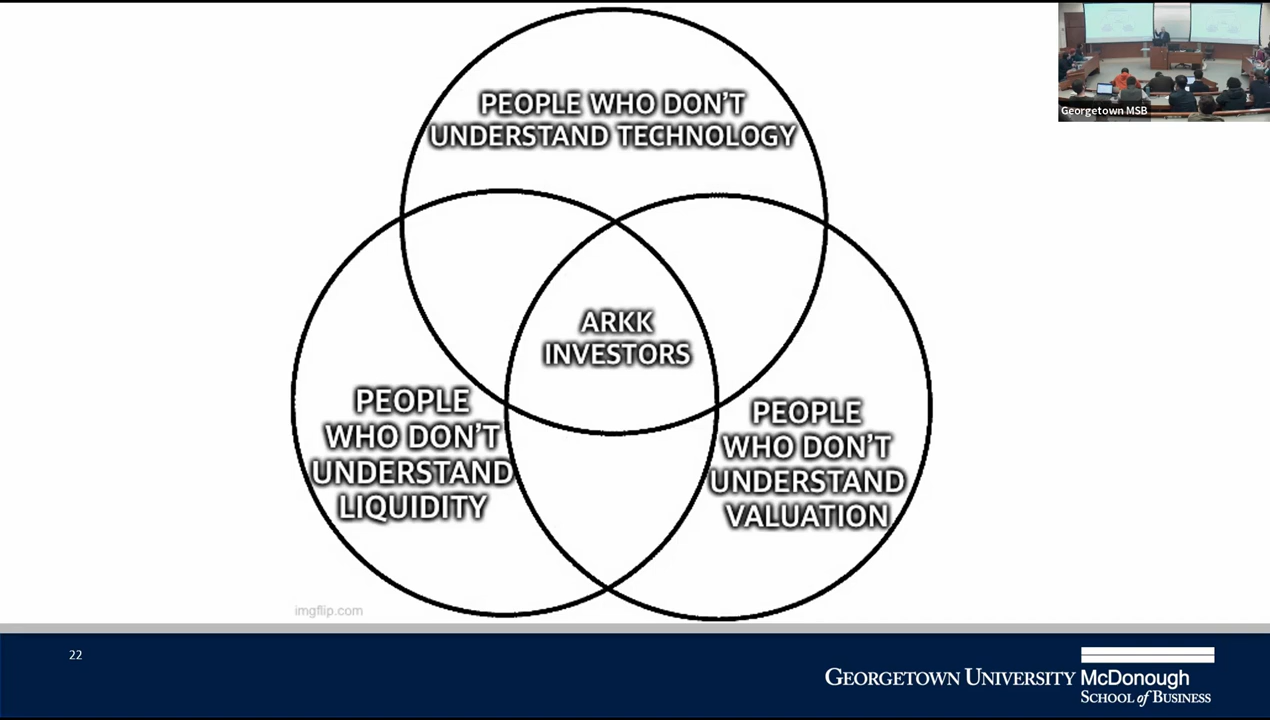 PEOPLE WHO DON'T
UNDERSTAND TECHNOLOGY
Georgetown MSB
ARKK
INVESTORS
PEOPLE
WHO DON'T
UNDERSTAND
LIQUIDITY
PEOPLE
WHO DON'T
UNDERSTAND
VALUATION
imgflip.com
22
GEORGETOWN UNIVERSITY
McDonough
SCHOOL of BUSINESS